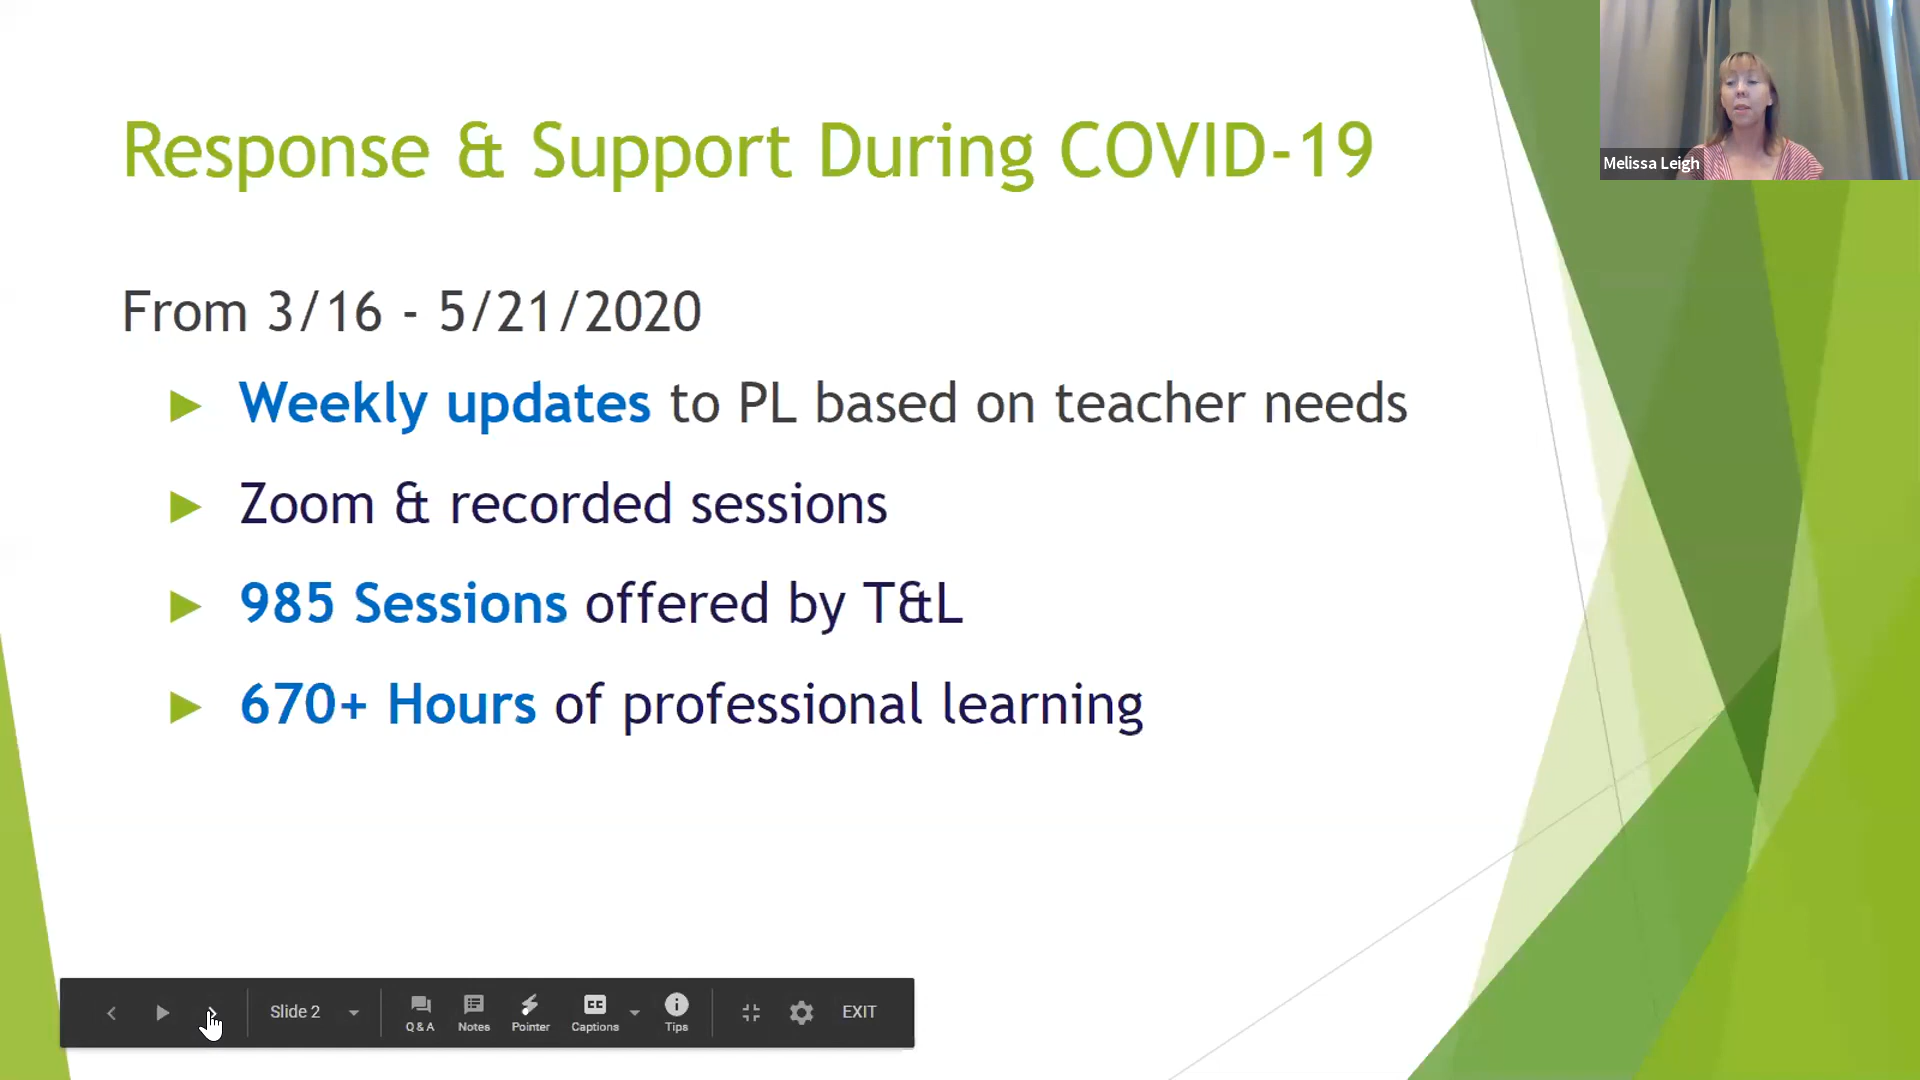 Response & Support During COVID-19
Melissa Leigh
From 3/16 - 5/21/2020
Weekly updates to PL based on teacher needs
Zoom & recorded sessions
985 Sessions offered by T&L
670+ Hours of professional learning
Slide 2
Q & A
Notes
Pointer
CC
Captions
Tips
EXIT